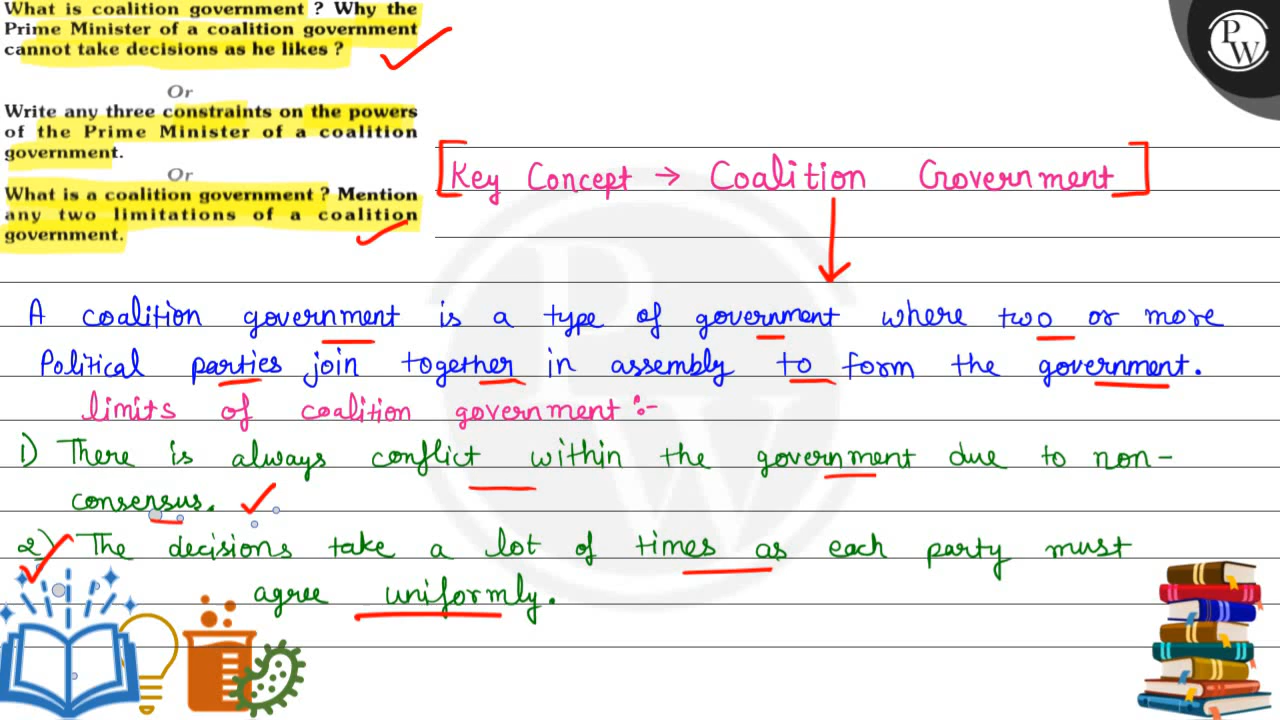 What is coalition government ? Why the
Prime Minister of a coalition government
cannot take decisions as he likes ?
Or
Write any three constraints on the powers
of the Prime Minister of a coalition
government.
Or
What is a coalition government ? Mention
any two limitations of a coalition
government.
PW
[Key Concept → Coalition Government]
A coalition government is a type of government where two or more
Political parties join together in assembly to form the government.
limits of coalition government :-
1) There is always conflict within the government due to non-
consensus.
2) The decisions take a lot of times as each party must
agree uniformly.